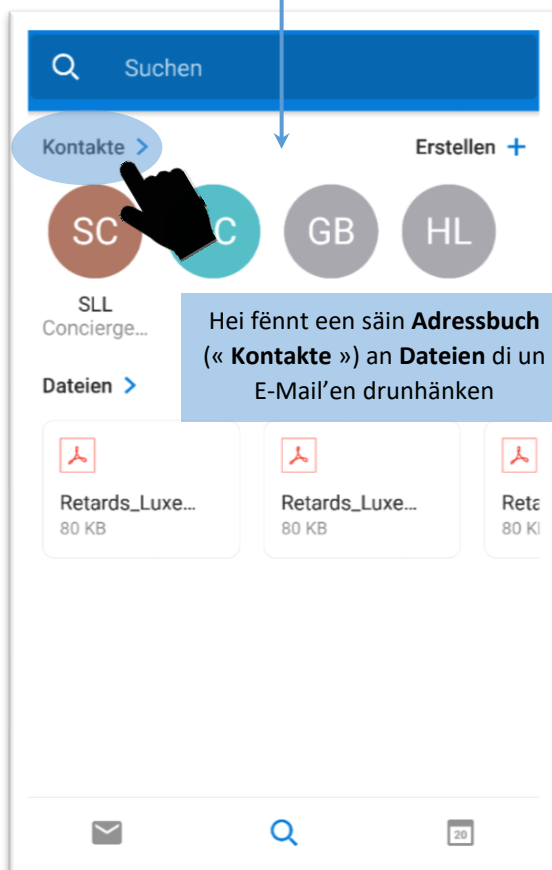 Suchen
Kontakte >
Erstellen +
SC
C
GB
HL
SLL
Concierge...
Hei fënnt een säin Adressbuch
(« Kontakte ») an Dateien di un
E-Mail’en drunhänken
Dateien >
Retards_Luxe...
80 KB
Retards_Luxe...
80 KB
Reta
80 K
20